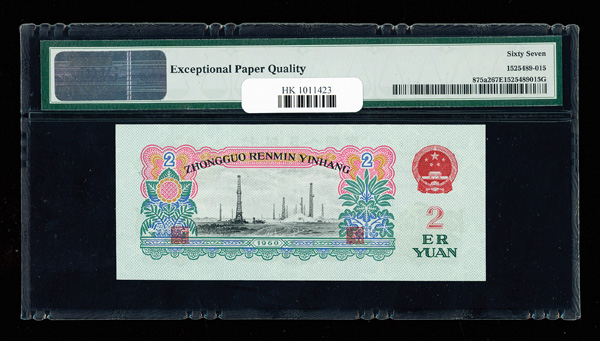 Exceptional Paper Quality
Sixty Seven
1525489-015
875a267E1525489015G
HK 1011423
ZHONGGUO RENMIN YINHANG
2
2
1960
2
ER
YUAN